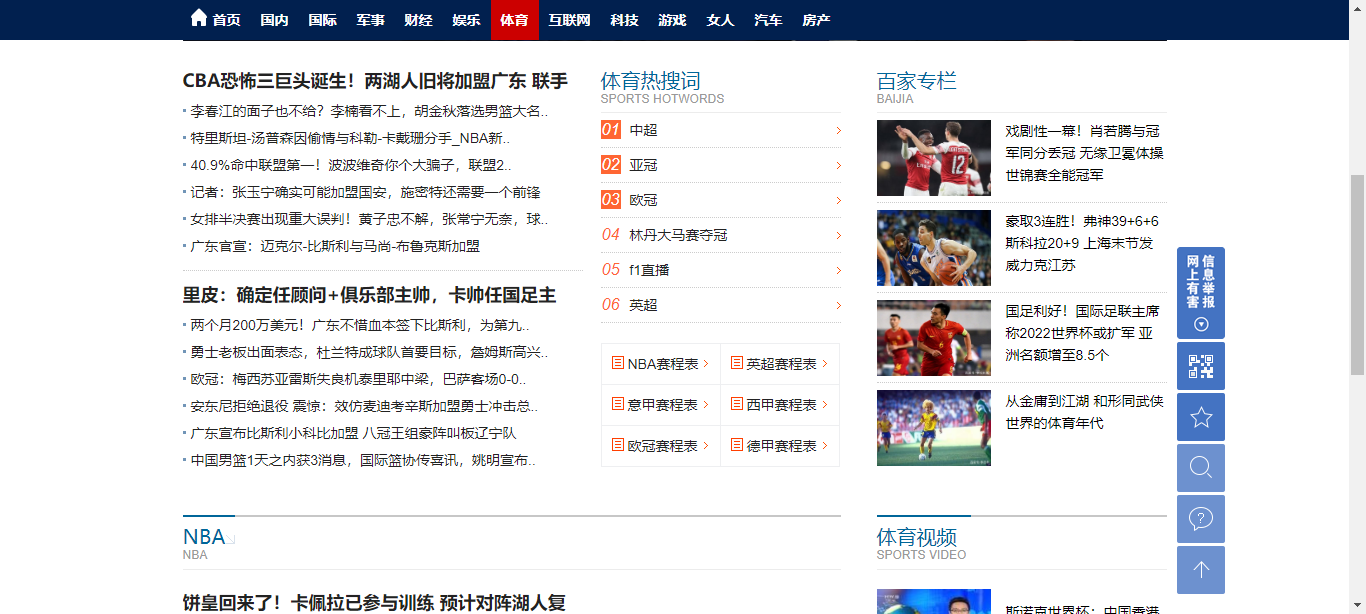 首页 国内 国际 军事 财经 娱乐 体育 互联网 科技 游戏 女人 汽车 房产
CBA恐怖三巨头诞生！两湖人旧将加盟广东 联手
李春江的面子也不给？李楠看不上，胡金秋落选男篮大名..
特里斯坦-汤普森因偷情与科勒-卡戴珊分手_NBA新..
40.9%命中联盟第一！波波维奇你个大骗子，联盟2..
记者：张玉宁确实可能加盟国安，施密特还需要一个前锋
女排半决赛出现重大误判！黄子忠不解，张常宁无奈，球..
广东官宣：迈克尔-比斯利与马尚-布鲁克斯加盟
里皮：确定任顾问+俱乐部主帅，卡帅任国足主
两个月200万美元！广东不惜血本签下比斯利，为第九..
勇士老板出面表态，杜兰特成球队首要目标，詹姆斯高兴..
欧冠：梅西苏亚雷斯失良机泰里耶中梁，巴萨客场0-0..
安东尼拒绝退役 震惊：效仿麦迪考辛斯加盟勇士冲击总..
广东宣布比斯利小科比加盟 八冠王组豪阵叫板辽宁队
中国男篮1天之内获3消息，国际篮协传喜讯，姚明宣布..
体育热搜词
SPORTS HOTWORDS
01 中超
02 亚冠
03 欧冠
04 林丹大马赛夺冠
05 f1直播
06 英超
NBA赛程表 英超赛程表
意甲赛程表 西甲赛程表
欧冠赛程表 德甲赛程表
百家专栏
BAIJIA
戏剧性一幕！肖若腾与冠
军同分丢冠 无缘卫冕体操
世锦赛全能冠军
豪取3连胜！弗神39+6+6
斯科拉20+9 上海末节发
威力克江苏
国足利好！国际足联主席
称2022世界杯或扩军 亚
洲名额增至8.5个
从金庸到江湖 和形同武侠
世界的体育年代
网上有害
信息举报
NBA
NBA
饼皇回来了！卡佩拉已参与训练 预计对阵湖人复
体育视频
SPORTS VIDEO
斯诺克世界杯：中国香港